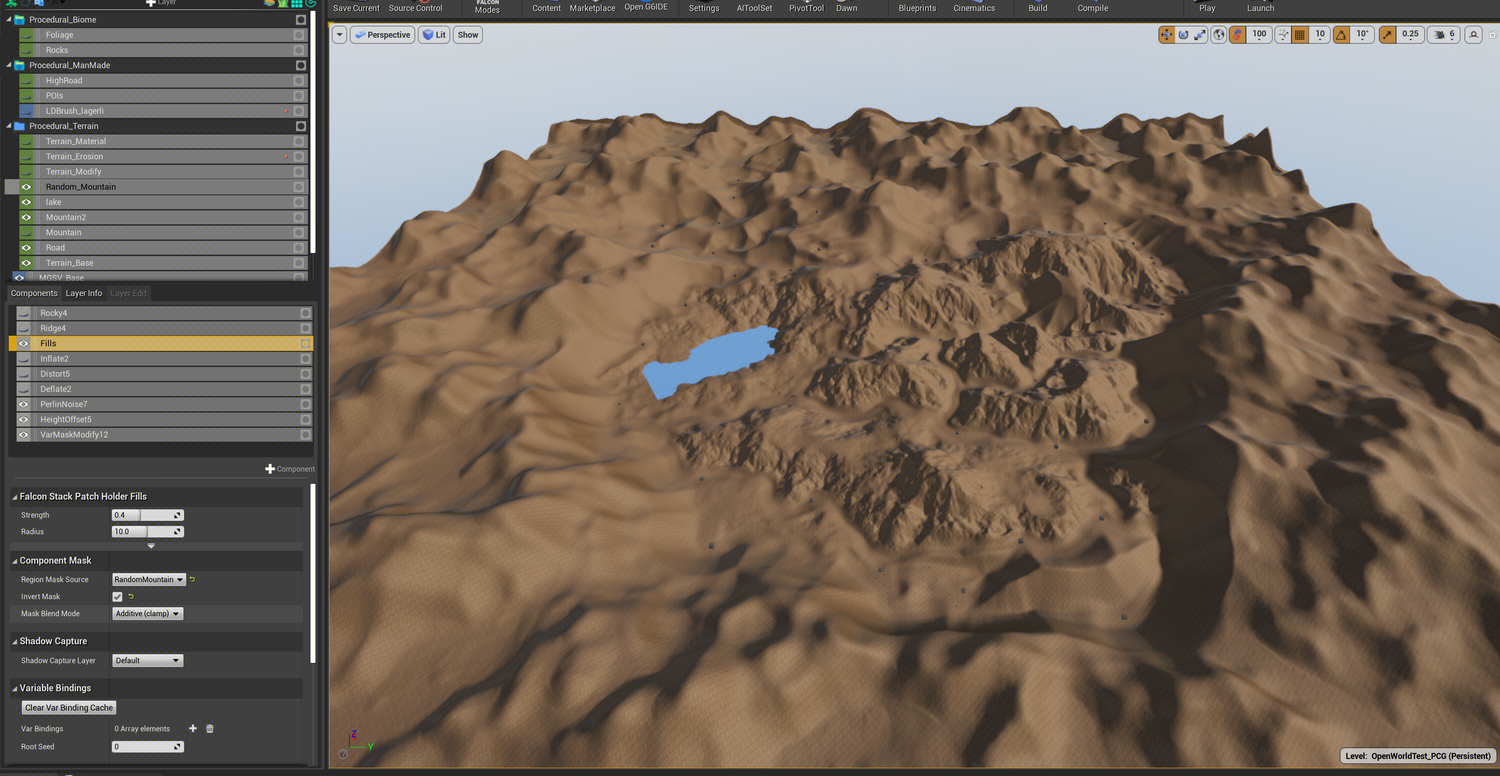 Layer
Save Current Source Control FALCON Modes Content Marketplace Open G6IDE Settings AIToolSet PivotTool Dawn Blueprints Cinematics Build Compile Play Launch
Procedural_Biome
Foliage
Rocks
Procedural_ManMade
HighRoad
POIs
LDBrush_lagerli
Procedural_Terrain
Terrain_Material
Terrain_Erosion
Terrain_Modify
Random_Mountain
lake
Mountain2
Mountain
Road
Terrain_Base
MGSV_Base
Perspective Lit Show 100 10 10° 0.25 6
Components Layer Info Layer Edit
Rocky4
Ridge4
Fills
Inflate2
Distort5
Deflate2
PerlinNoise7
HeightOffset5
VarMaskModify12
Component
Falcon Stack Patch Holder Fills
Strength 0.4
Radius 10.0
Component Mask
Region Mask Source RandomMountain
Invert Mask
Mask Blend Mode Additive (clamp)
Shadow Capture
Shadow Capture Layer Default
Variable Bindings
Clear Var Binding Cache
Var Bindings 0 Array elements
Root Seed 0
Z
Y
Level: OpenWorldTest_PCG (Persistent)